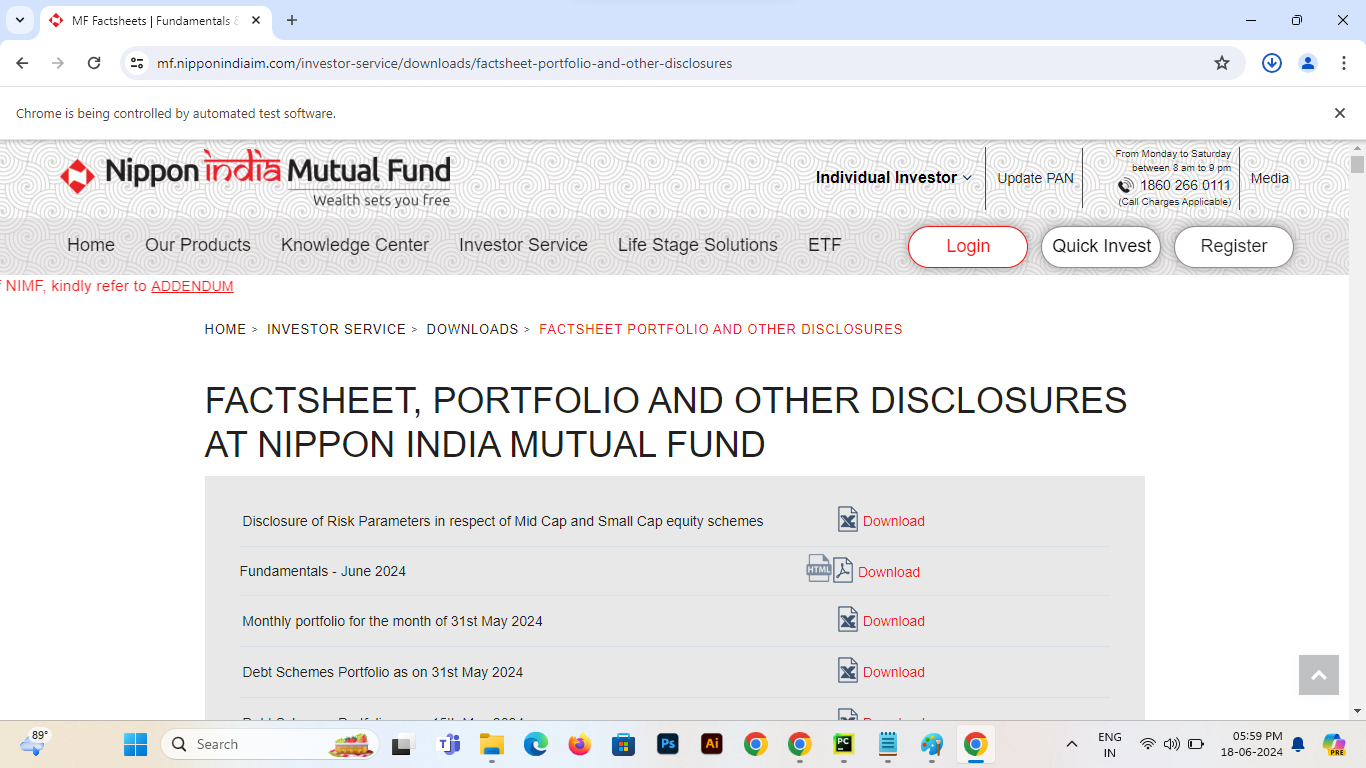 MF Factsheets | Fundamentals &
mf.nipponindiaim.com/investor-service/downloads/factsheet-portfolio-and-other-disclosures
Chrome is being controlled by automated test software.
Nippon india Mutual Fund
Wealth sets you free
Individual Investor
Update PAN
From Monday to Saturday
between 8 am to 9 pm
1860 266 0111
(Call Charges Applicable)
Media
Home Our Products Knowledge Center Investor Service Life Stage Solutions ETF Login Quick Invest Register
f NIMF, kindly refer to ADDENDUM
HOME > INVESTOR SERVICE > DOWNLOADS > FACTSHEET PORTFOLIO AND OTHER DISCLOSURES
FACTSHEET, PORTFOLIO AND OTHER DISCLOSURES
AT NIPPON INDIA MUTUAL FUND
Disclosure of Risk Parameters in respect of Mid Cap and Small Cap equity schemes Download
Fundamentals - June 2024 HTML Download
Monthly portfolio for the month of 31st May 2024 Download
Debt Schemes Portfolio as on 31st May 2024 Download
89°
Search
Ps
Ai
PC
ENG
IN
05:59 PM
18-06-2024
PRE